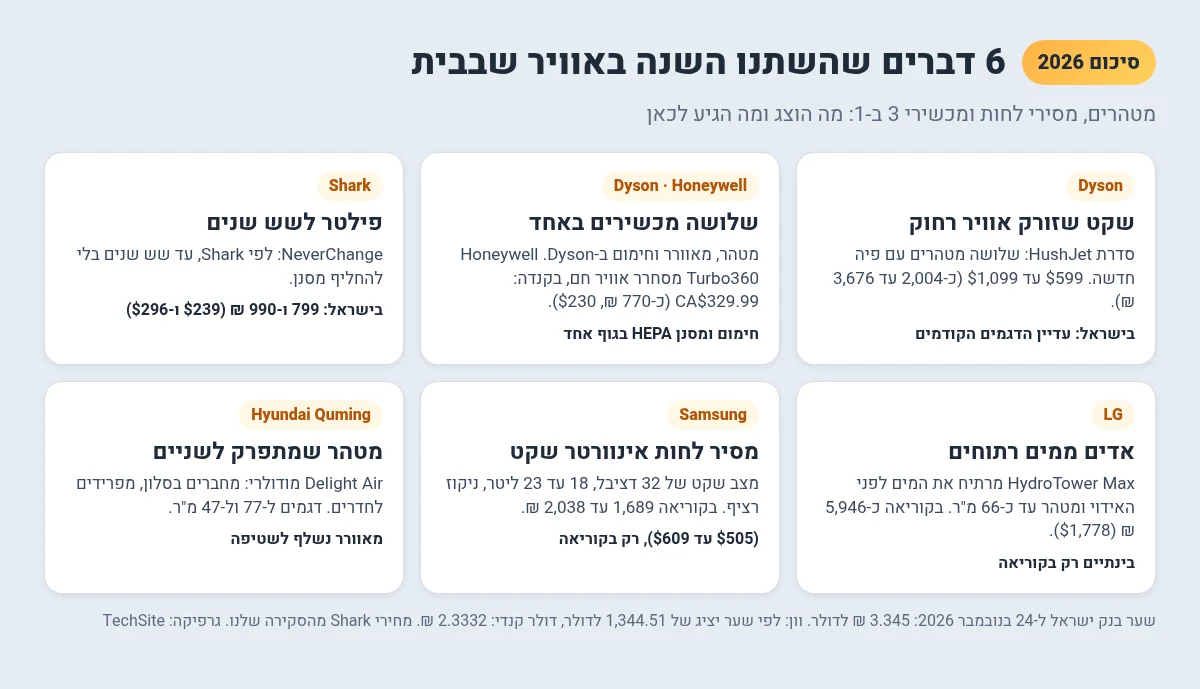 סיכום 2026
6 דברים שהשתנו השנה באוויר שבבית
מטהרים, מסירי לחות ומכשירי 3 ב-1: מה הוצג ומה הגיע לכאן
Dyson
שקט שזורק אוויר רחוק
סדרת HushJet: שלושה מטהרים עם פיה
חדשה. $599 עד $1,099 (כ-2,004 עד 3,676
₪).
בישראל: עדיין הדגמים הקודמים
Dyson · Honeywell
שלושה מכשירים באחד
מטהר, מאוורר וחימום ב-Dyson. Honeywell
Turbo360 מסחרר אוויר חם, בקנדה:
CA$329.99 (כ-770 ₪, $230).
חימום ומסנן HEPA בגוף אחד
Shark
פילטר לשש שנים
NeverChange: לפי Shark, עד שש שנים בלי
להחליף מסנן.
בישראל: 799 ו-990 ₪ ($239 ו-$296)
LG
אדים ממים רתוחים
HydroTower Max מרתיח את המים לפני
האידוי ומטהר עד כ-66 מ"ר. בקוריאה כ-5,946
₪ ($1,778).
בינתיים רק בקוריאה
Samsung
מסיר לחות אינוורטר שקט
מצב שקט של 32 דציבל, 18 עד 23 ליטר, ניקוז
רציף. בקוריאה 1,689 עד 2,038 ₪.
($505 עד $609), רק בקוריאה
Hyundai Quming
מטהר שמתפרק לשניים
Delight Air מודולרי: מחברים בסלון, מפרידים
לחדרים. דגמים ל-77 ול-47 מ"ר.
מאוורר נשלף לשטיפה
שער בנק ישראל ל-24 בנובמבר 2026: 3.345 ₪ לדולר. וון: לפי שער יציג של 1,344.51 לדולר, דולר קנדי: 2.3332 ₪. מחירי Shark מהסקירה שלנו. גרפיקה: TechSite